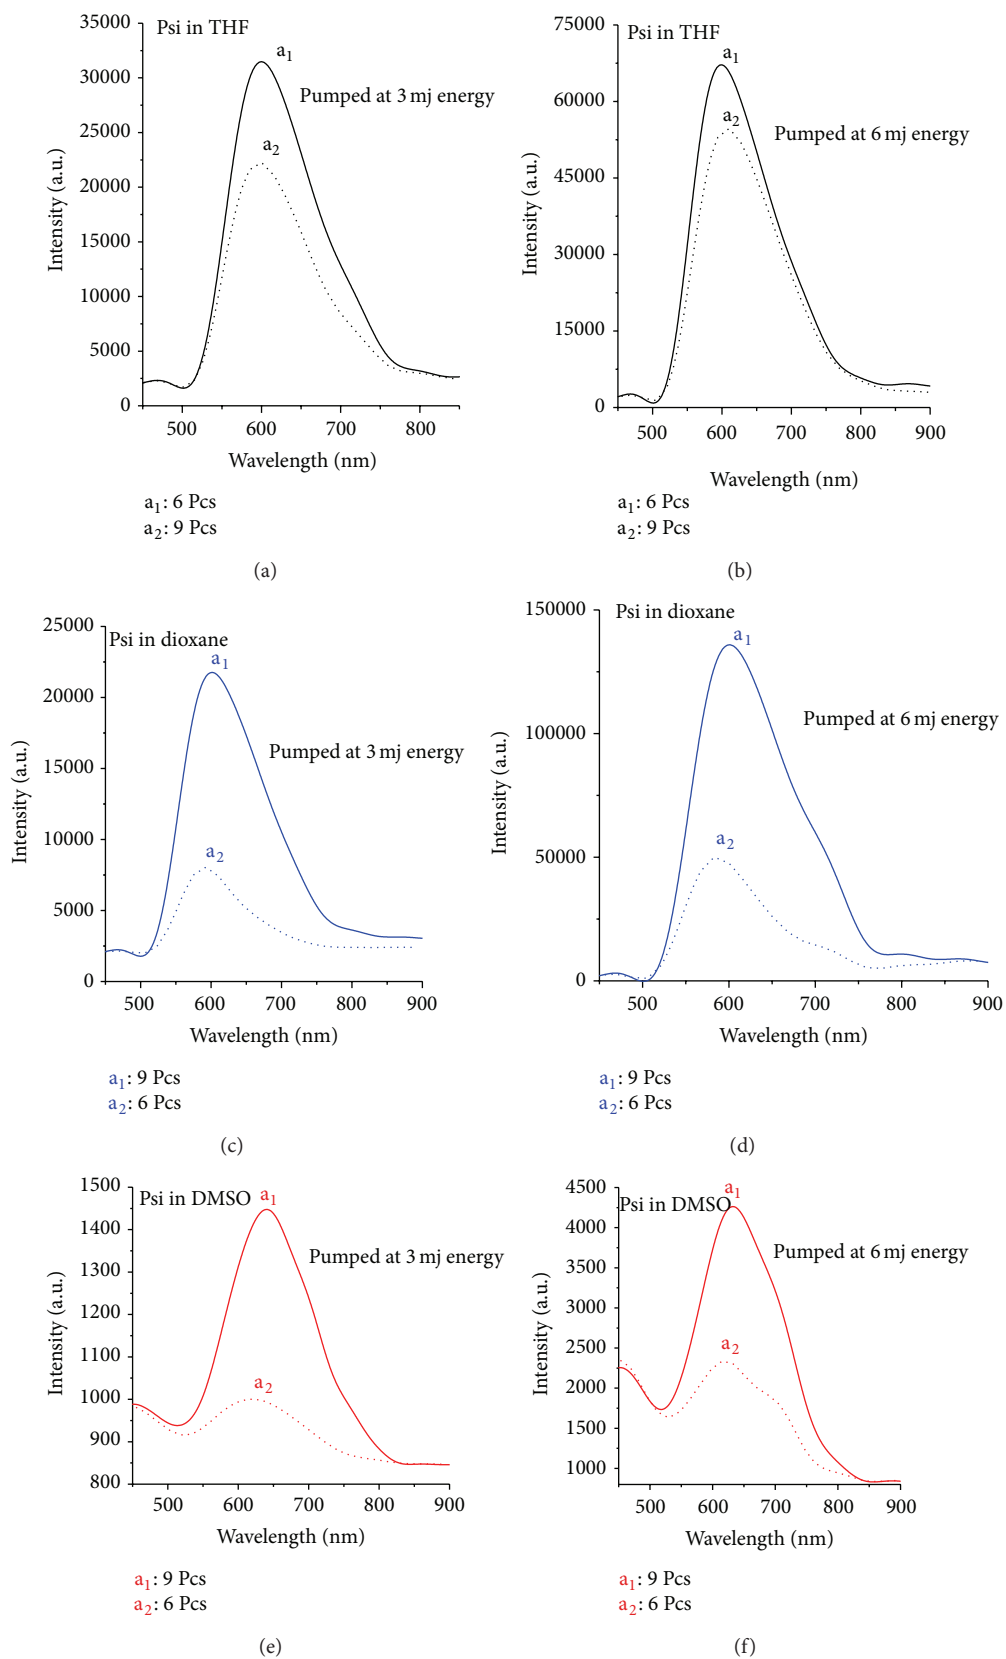 Psi in THF
a1
Pumped at 3 mj energy
a2
Intensity (a.u.)
35000
30000
25000
20000
15000
10000
5000
0
500 600 700 800
Wavelength (nm)
a1: 6 Pcs
a2: 9 Pcs
(a)
Psi in THF
a1
a2
Pumped at 6 mj energy
Intensity (a.u.)
75000
60000
45000
30000
15000
0
500 600 700 800 900
Wavelength (nm)
a1: 6 Pcs
a2: 9 Pcs
(b)
Psi in dioxane
a1
Pumped at 3 mj energy
a2
Intensity (a.u.)
25000
20000
15000
10000
5000
0
500 600 700 800 900
Wavelength (nm)
a1: 9 Pcs
a2: 6 Pcs
(c)
Psi in dioxane
a1
Pumped at 6 mj energy
a2
Intensity (a.u.)
150000
100000
50000
0
500 600 700 800 900
Wavelength (nm)
a1: 9 Pcs
a2: 6 Pcs
(d)
Psi in DMSO
a1
Pumped at 3 mj energy
a2
Intensity (a.u.)
1500
1400
1300
1200
1100
1000
900
800
500 600 700 800 900
Wavelength (nm)
a1: 9 Pcs
a2: 6 Pcs
(e)
Psi in DMSO
a1
Pumped at 6 mj energy
a2
Intensity (a.u.)
4500
4000
3500
3000
2500
2000
1500
1000
500 600 700 800 900
Wavelength (nm)
a1: 9 Pcs
a2: 6 Pcs
(f)